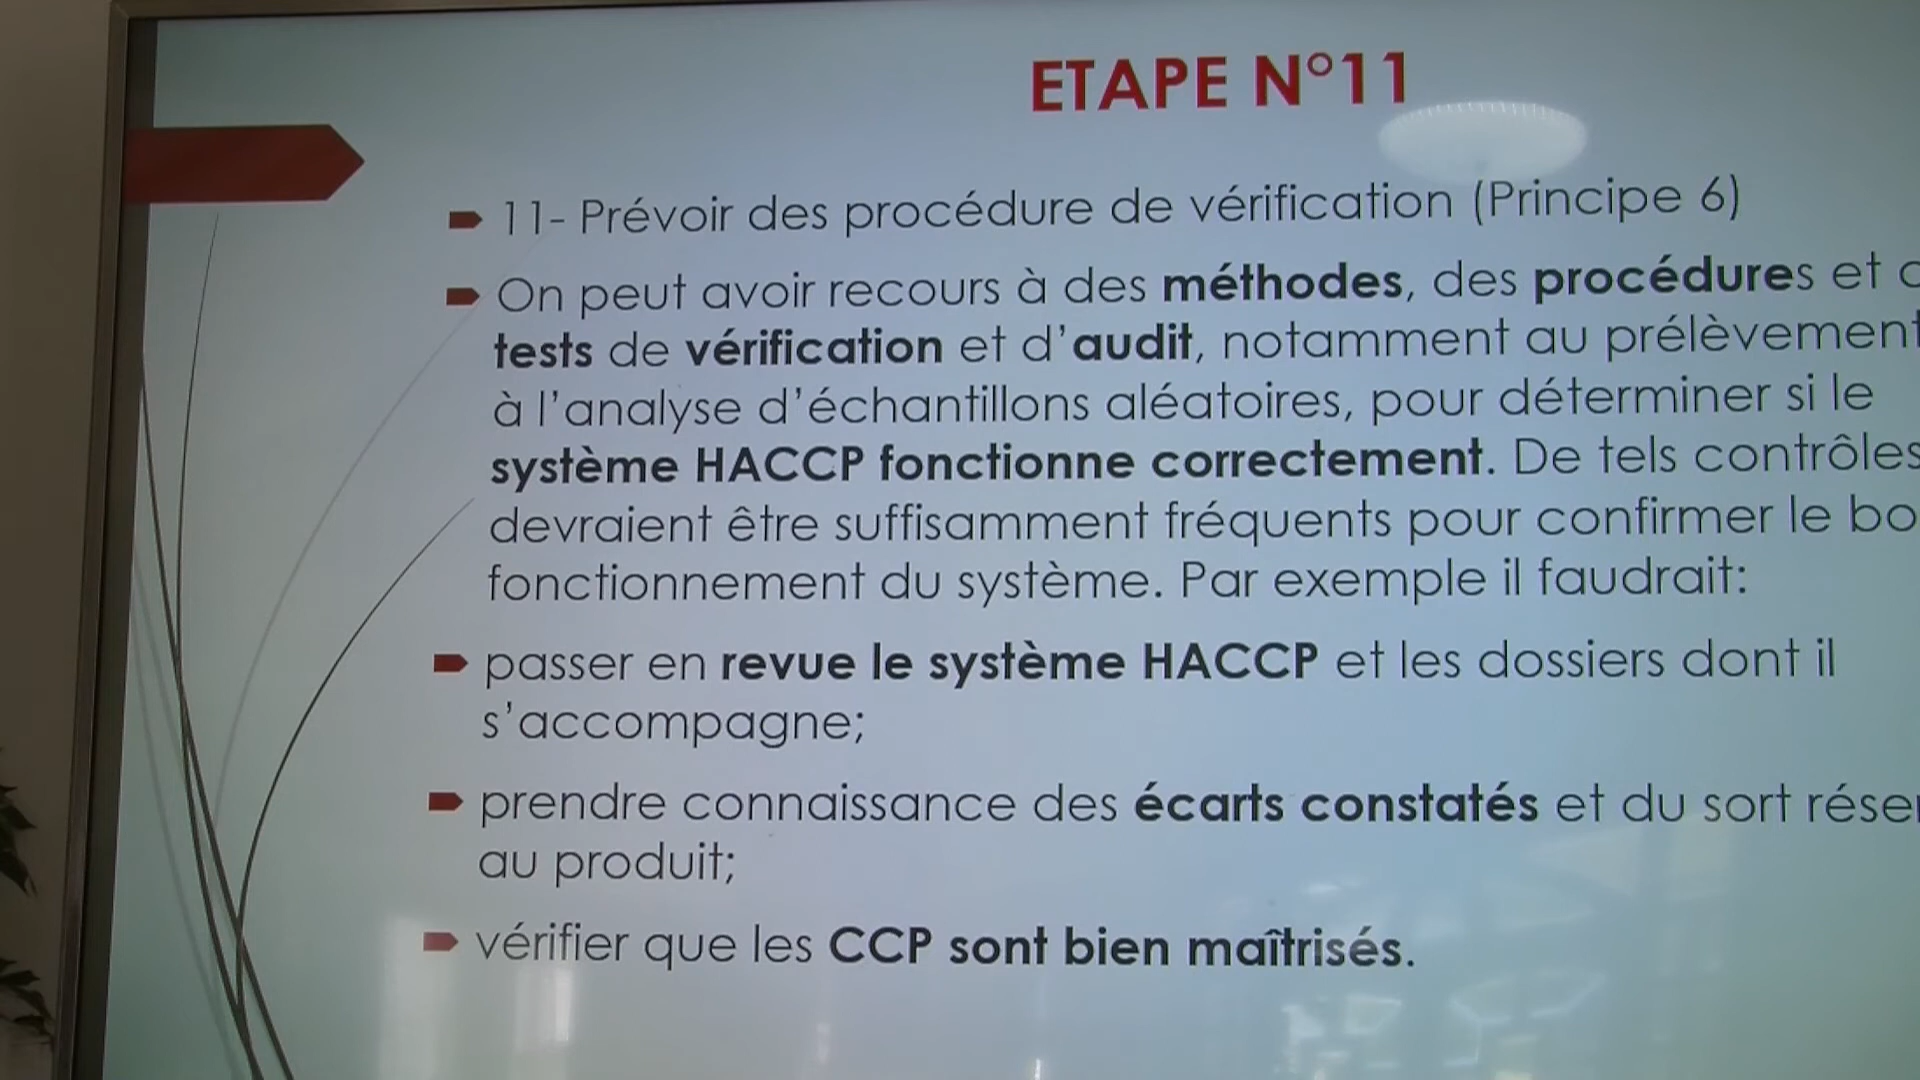 ETAPE N°11
11- Prévoir des procédure de vérification (Principe 6)
On peut avoir recours à des méthodes, des procédures et
tests de vérification et d'audit, notamment au prélèvement
à l'analyse d'échantillons aléatoires, pour déterminer si le
système HACCP fonctionne correctement. De tels contrôles
devraient être suffisamment fréquents pour confirmer le
fonctionnement du système. Par exemple il faudrait:
passer en revue le système HACCP et les dossiers dont il
s'accompagne;
prendre connaissance des écarts constatés et du sort
au produit;
vérifier que les CCP sont bien maîtrisés.